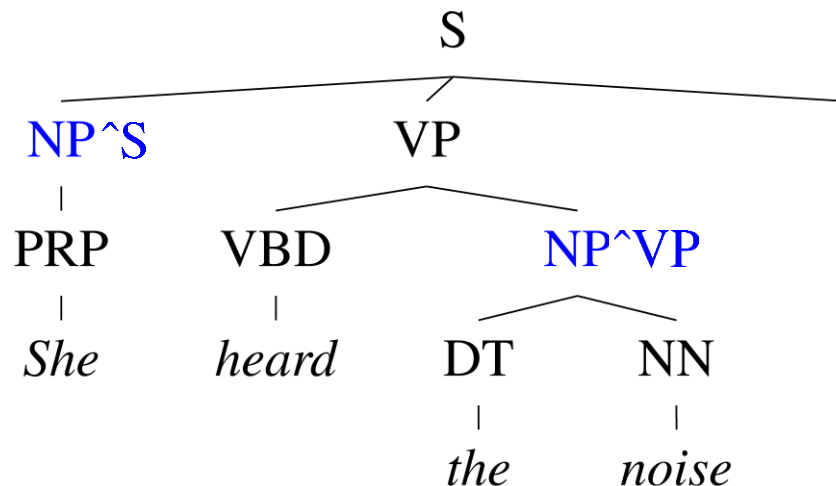 S
NP^S VP
PRP VBD NP^VP
She heard DT NN
the noise